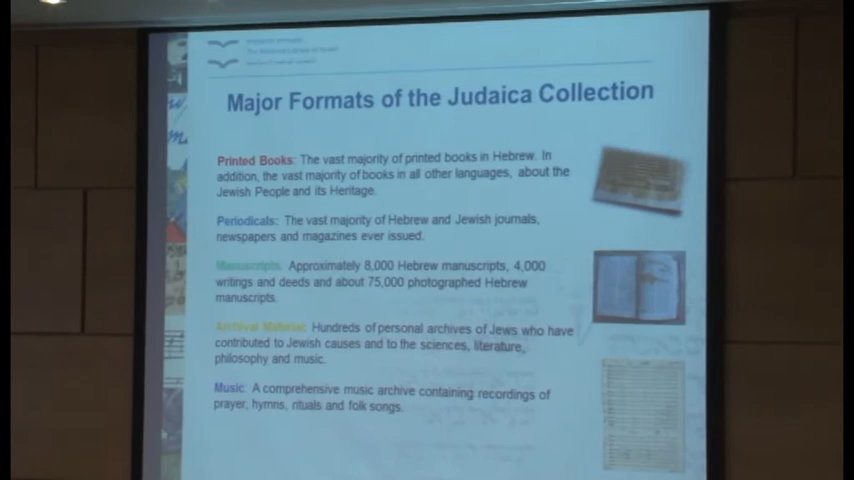 The National Library of Israel
Major Formats of the Judaica Collection
Printed Books: The vast majority of printed books in Hebrew. In
addition, the vast majority of books in all other languages, about the
Jewish People and its Heritage.
Periodicals: The vast majority of Hebrew and Jewish journals,
newspapers and magazines ever issued.
Manuscripts: Approximately 8,000 Hebrew manuscripts, 4,000
writings and deeds and about 75,000 photographed Hebrew
manuscripts.
Archival Material: Hundreds of personal archives of Jews who have
contributed to Jewish causes and to the sciences, literature,
philosophy and music.
Music: A comprehensive music archive containing recordings of
prayer, hymns, rituals and folk songs.